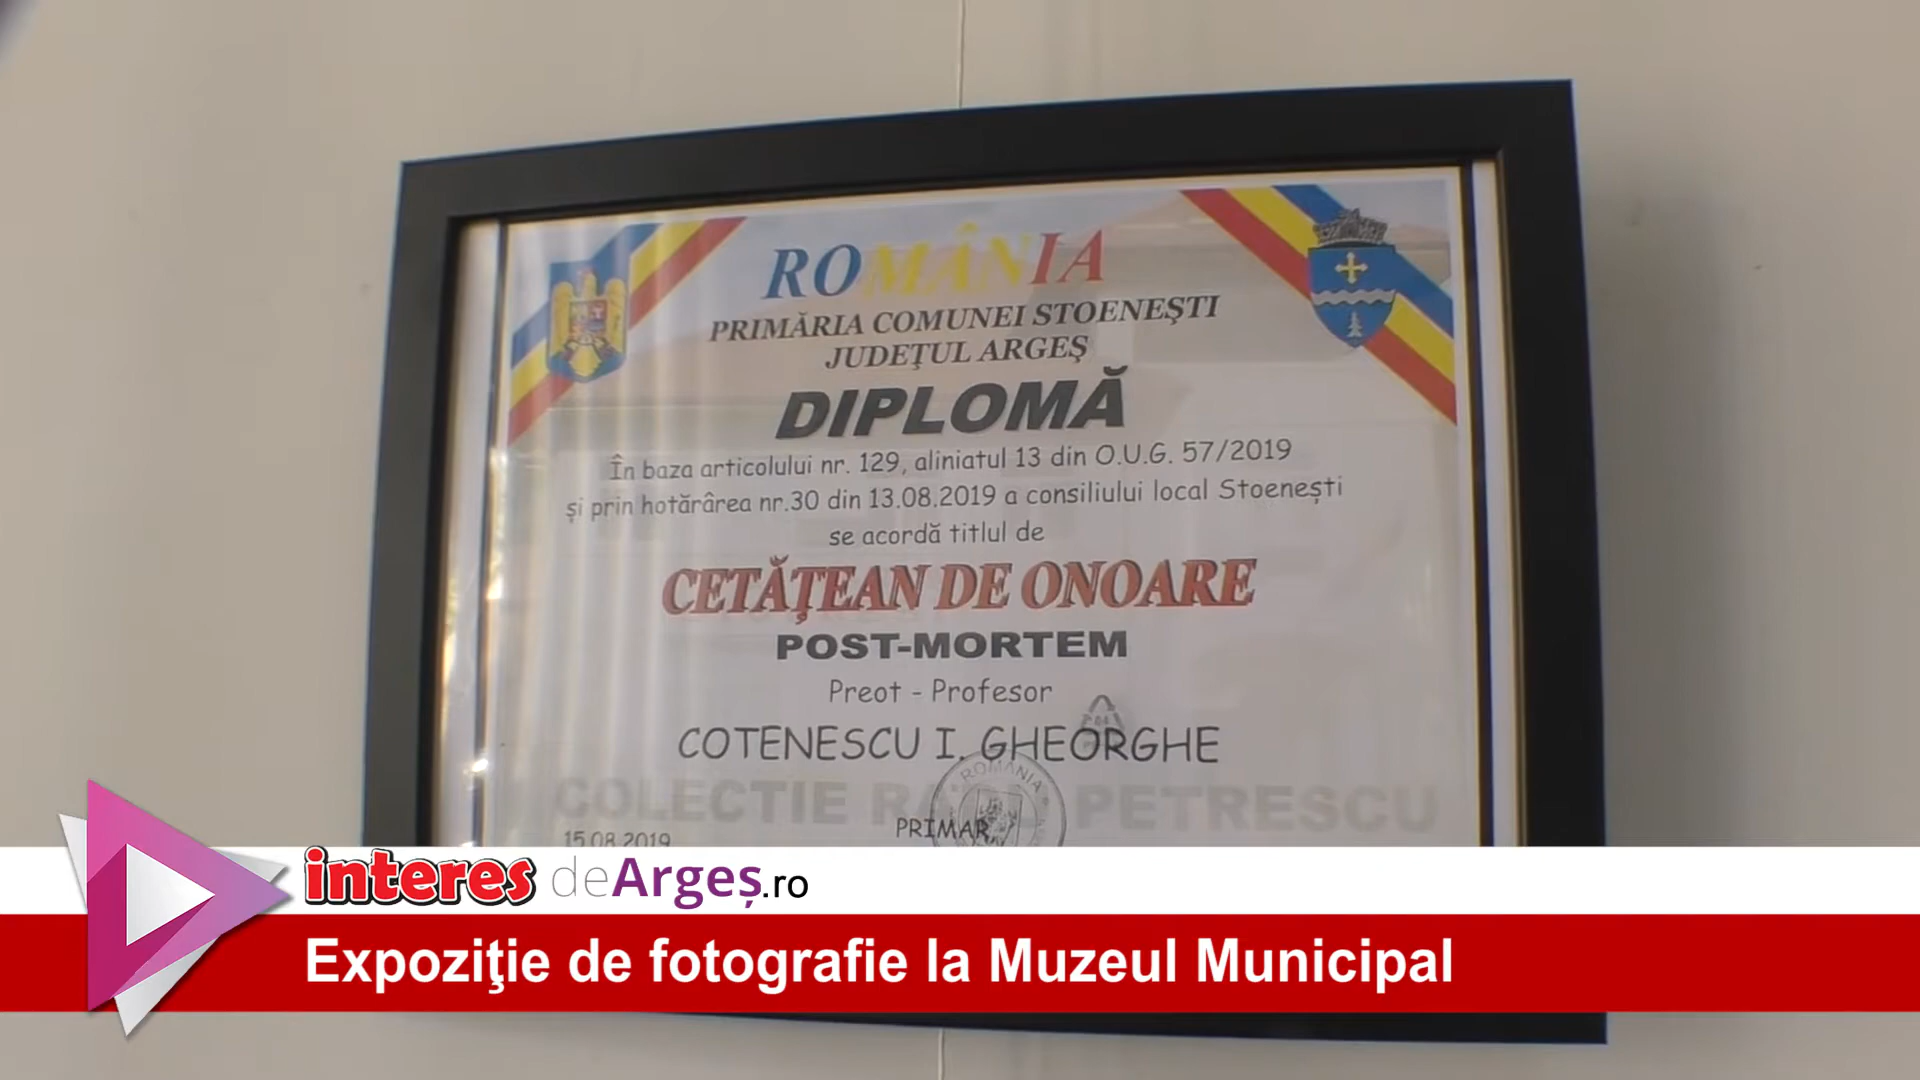 ROMÂNIA
PRIMĂRIA COMUNEI STOENEȘTI
JUDEŢUL ARGEŞ
DIPLOMĂ
În baza articolului nr. 129, aliniatul 13 din O.U.G. 57/2019
și prin hotărârea nr.30 din 13.08.2019 a consiliului local Stoenești
se acordă titlul de
CETĂŢEAN DE ONOARE
POST-MORTEM
Preot - Profesor
COTENESCU I. GHEORGHE
ROMÂNIA
COLECTIE PETRESCU
15.08.2019
PRIMAR,
interes deArgeș.ro
Expoziţie de fotografie la Muzeul Municipal